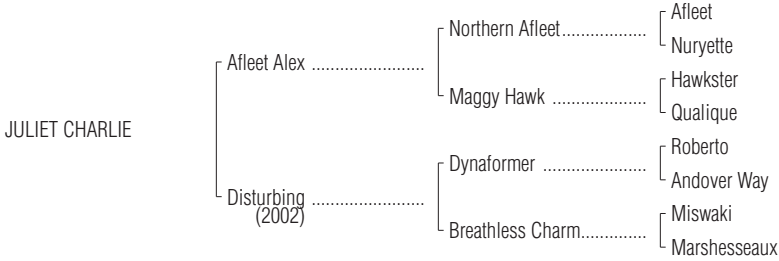 Afleet
Northern Afleet..................
Nuryette
Afleet Alex ........................
Hawkster
Maggy Hawk ....................
Qualique
JULIET CHARLIE
Roberto
Dynaformer ......................
Andover Way
Disturbing ........................
(2002)
Miswaki
Breathless Charm..............
Marshesseaux